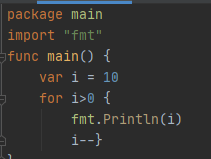 package main
import "fmt"
func main() {
    var i = 10
    for i>0 {
        fmt.Println(i)
        i--}
}